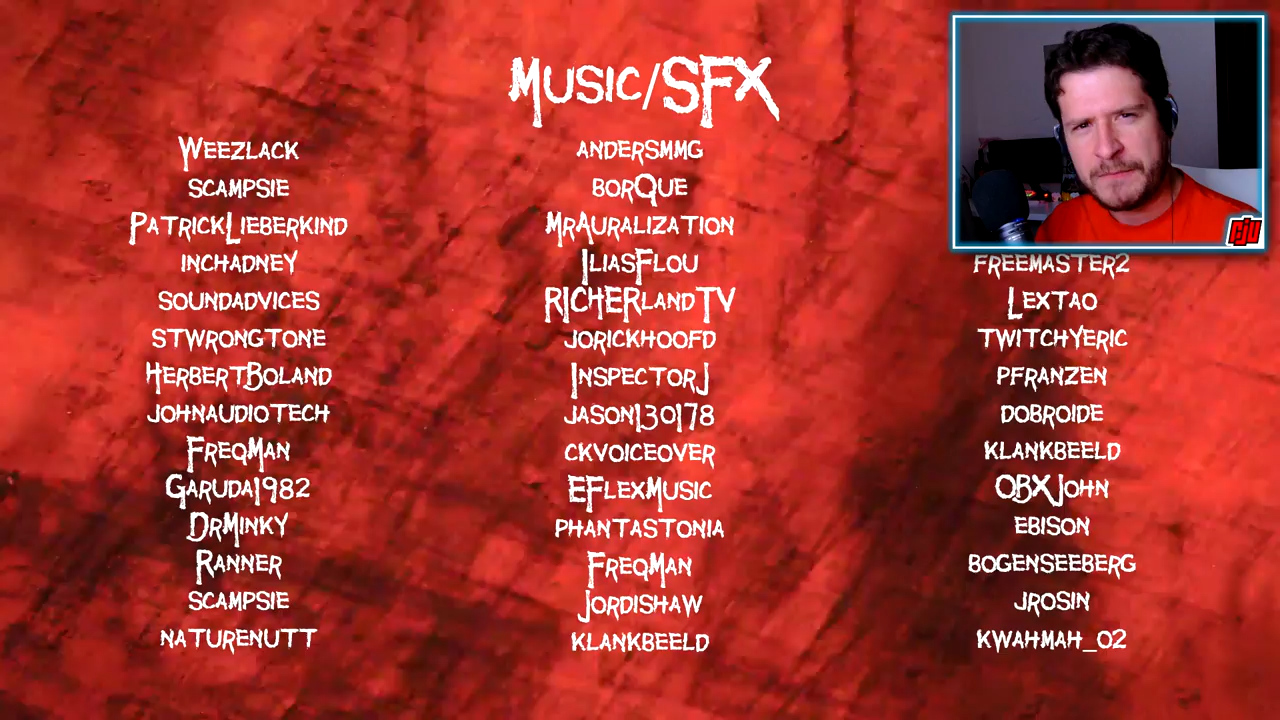 Music/SFX
Weezlack
scampsie
PatrickLieberkind
inchadney
soundadvices
stwrongtone
HerbertBoland
johnaudiotech
FreqMan
Garuda1982
DrMinky
Ranner
scampsie
naturenutt
andersmmg
borQue
MrAuralization
IliasFlou
RICHERlandTV
jorickhoofd
InspectorJ
jason130178
ckvoiceover
EFlexMusic
phantastonia
FreqMan
Jordishaw
klankbeeld
freemaster2
Lextao
twitchyeric
pfranzen
dobroide
klankbeeld
OBXJohn
ebison
bogenseeberg
jrosin
kwahmah_02
CJU